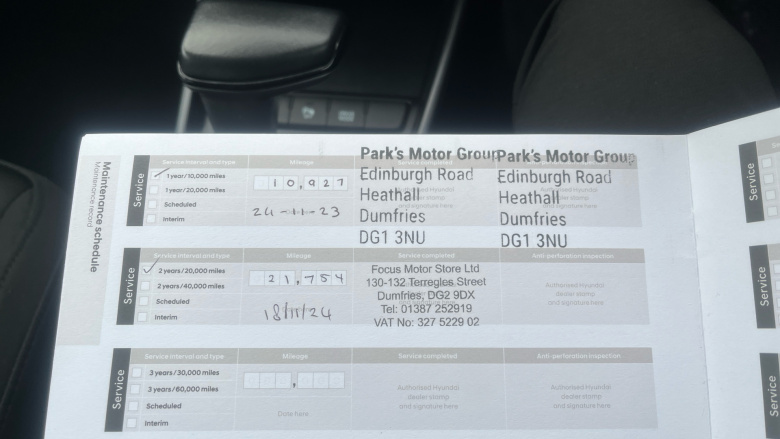 Maintenance schedule
Maintenance record
Service
Service interval and type
Mileage
Service completed
1 year/10,000 miles
1 year/20,000 miles
Scheduled
Interim
10,927
24-11-23
Park's Motor Group
Edinburgh Road
Heathall
Dumfries
DG1 3NU
Park's Motor Group
Edinburgh Road
Heathall
Dumfries
DG1 3NU
Service
Service interval and type
Mileage
Service completed
Anti-perforation inspection
2 years/20,000 miles
2 years/40,000 miles
Scheduled
Interim
21,754
18/11/24
Focus Motor Store Ltd
130-132 Terregles Street
Dumfries, DG2 9DX
Tel: 01387 252919
VAT No: 327 5229 02
Authorised Hyundai
dealer stamp
and signature here
Service
Service interval and type
Mileage
Service completed
Anti-perforation inspection
3 years/30,000 miles
3 years/60,000 miles
Scheduled
Interim
Date here
Authorised Hyundai
dealer stamp
and signature here
Authorised Hyundai
dealer stamp
and signature here
Service
Service
Service